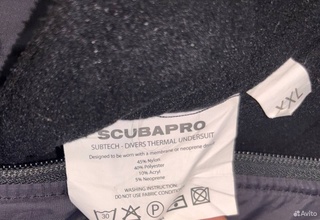 SCUBAPRO
SUBTECH - DIVERS THERMAL UNDERSUIT
Designed to be worn with a membrane or neoprene drysuit
45% Nylon
40% Polyester
10% Acryl
5% Neoprene
WASHING INSTRUCTION:
DO NOT USE FABRIC CONDITIONER
30
P
XXL
Avito